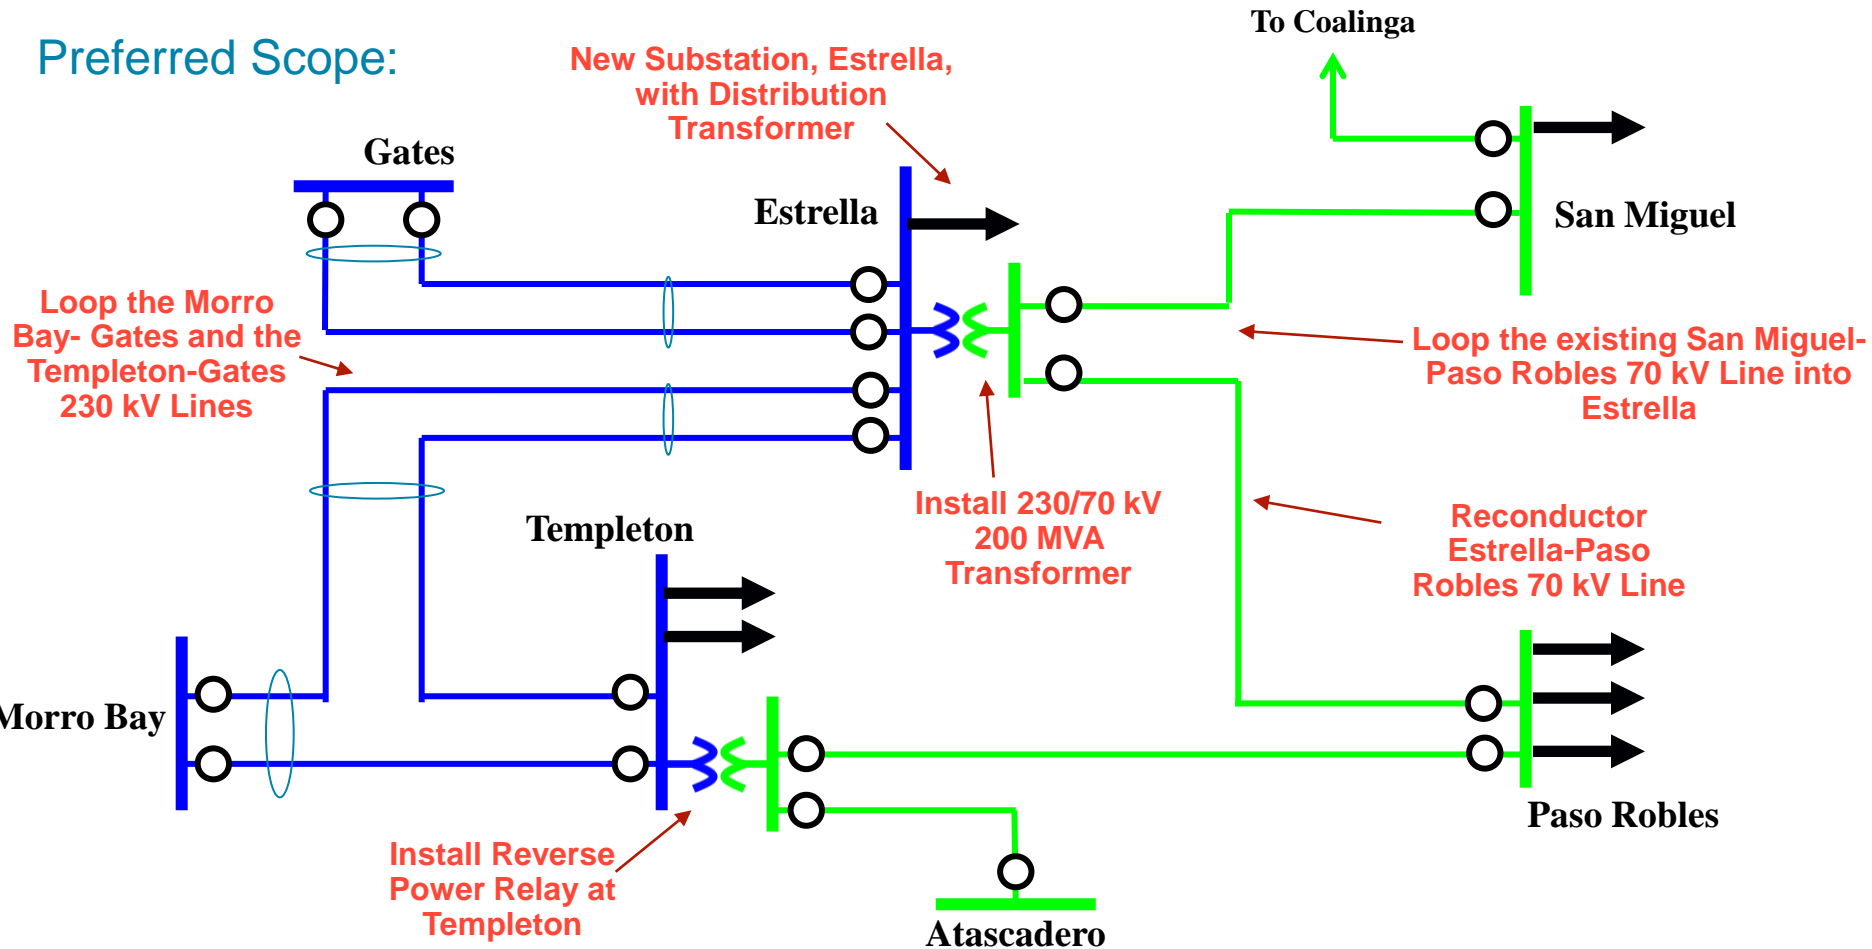 Preferred Scope:
To Coalinga
New Substation, Estrella,
with Distribution
Transformer
Gates
Estrella
San Miguel
Loop the Morro
Bay- Gates and the
Templeton-Gates
230 kV Lines
Loop the existing San Miguel-
Paso Robles 70 kV Line into
Estrella
Install 230/70 kV
200 MVA
Transformer
Reconductor
Estrella-Paso
Robles 70 kV Line
Templeton
Morro Bay
Paso Robles
Install Reverse
Power Relay at
Templeton
Atascadero